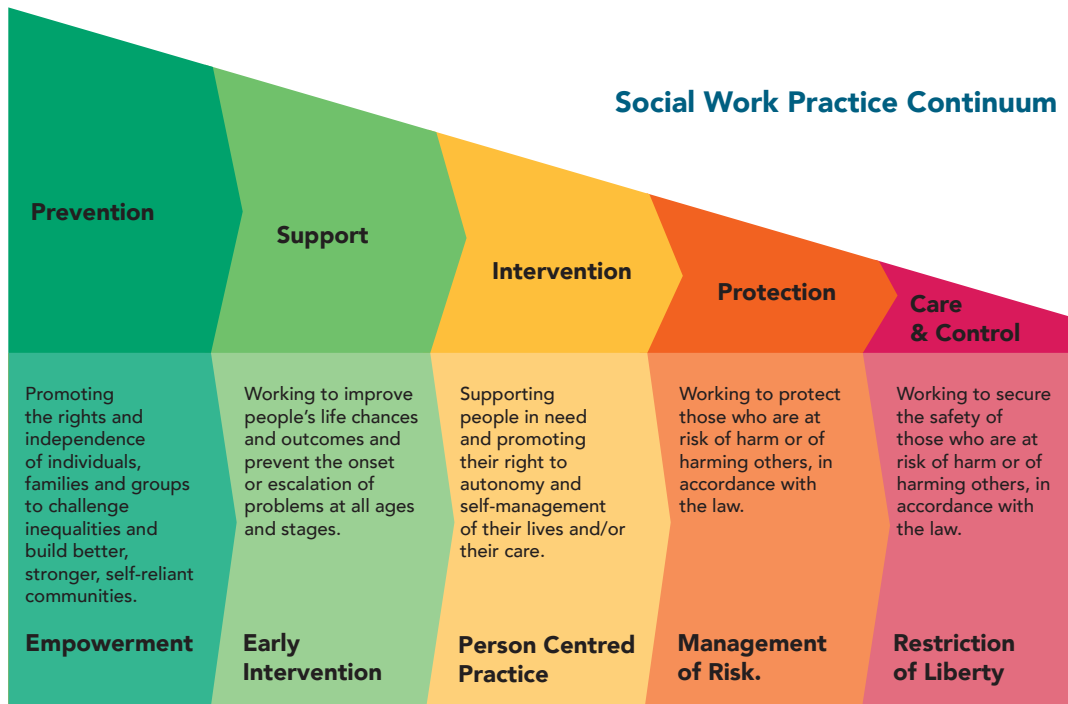 Social Work Practice Continuum
Prevention
Support
Intervention
Protection
Care
& Control
Promoting
the rights and
independence
of individuals,
families and groups
to challenge
inequalities and
build better,
stronger, self-reliant
communities.
Empowerment
Working to improve
people’s life chances
and outcomes and
prevent the onset
or escalation of
problems at all ages
and stages.
Early
Intervention
Supporting
people in need
and promoting
their right to
autonomy and
self-management
of their lives and/or
their care.
Person Centred
Practice
Working to protect
those who are at
risk of harm or of
harming others, in
accordance with
the law.
Management
of Risk.
Working to secure
the safety of
those who are at
risk of harm or of
harming others, in
accordance with
the law.
Restriction
of Liberty